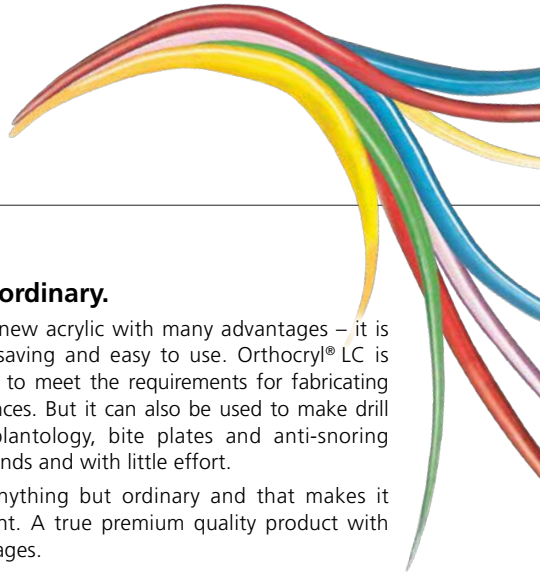 ordinary.
new acrylic with many advantages – it is
saving and easy to use. Orthocryl® LC is
to meet the requirements for fabricating
nces. But it can also be used to make drill
plantology, bite plates and anti-snoring
nds and with little effort.
nything but ordinary and that makes it
nt. A true premium quality product with
ages.